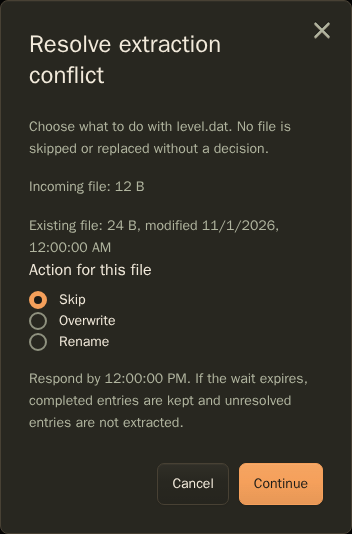 Resolve extraction
conflict
Choose what to do with level.dat. No file is
skipped or replaced without a decision.
Incoming file: 12 B
Existing file: 24 B, modified 11/1/2026,
12:00:00 AM
Action for this file
Skip
Overwrite
Rename
Respond by 12:00:00 PM. If the wait expires,
completed entries are kept and unresolved
entries are not extracted.
Cancel
Continue